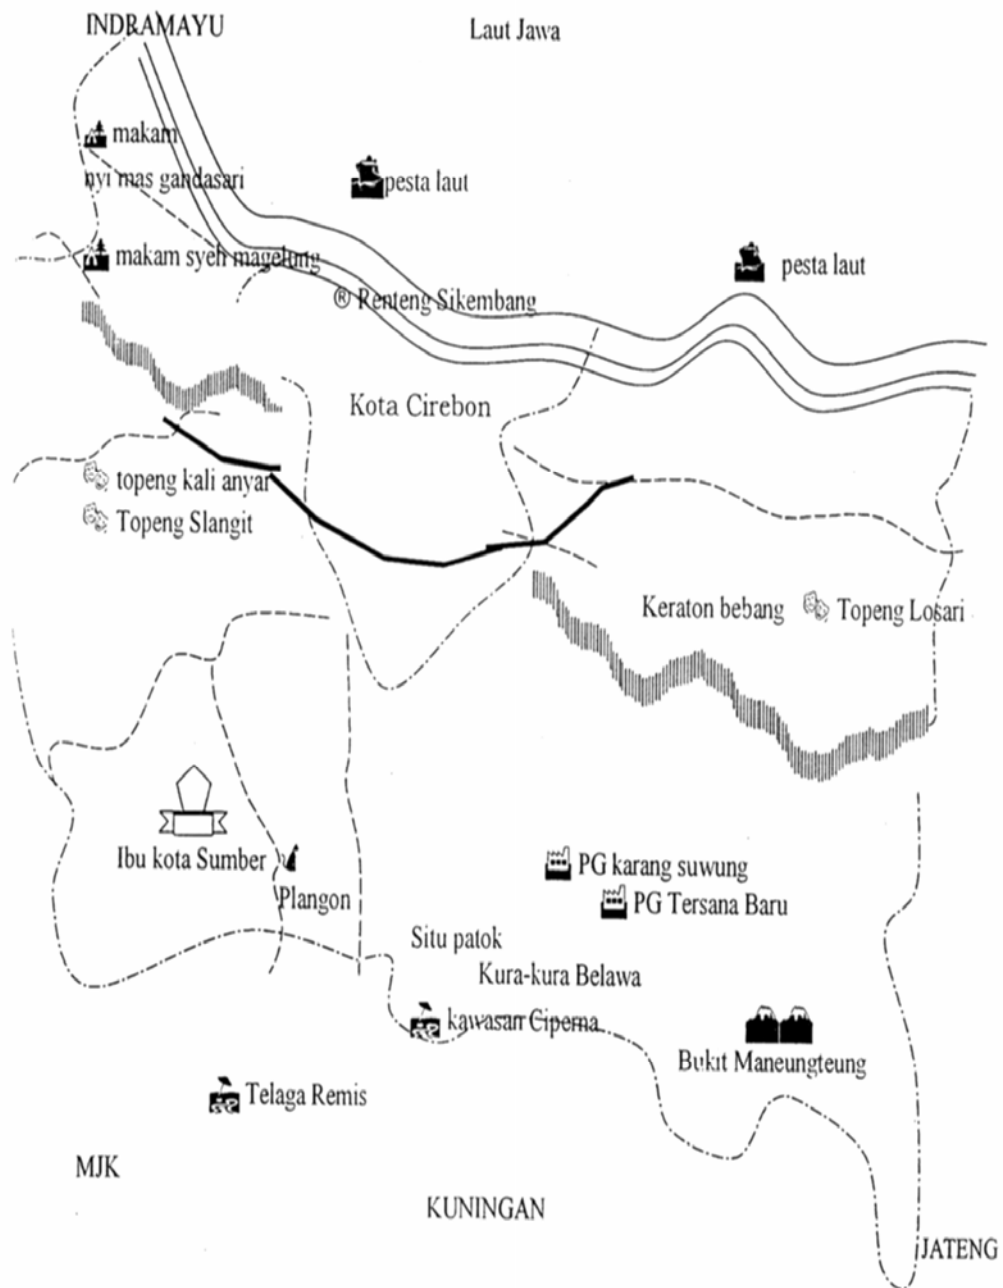 INDRAMAYU
Laut Jawa
makam
nyi mas gandasari
pesta laut
makam syeh magelung
pesta laut
® Renteng Sikembang
Kota Cirebon
topeng kali anyar
Topeng Slangit
Keraton bebang
Topeng Losari
Ibu kota Sumber
Plangon
PG karang suwung
PG Tersana Baru
Situ patok
Kura-kura Belawa
kawasan Ciperna
Bukit Maneungteung
Telaga Remis
MJK
KUNINGAN
JATENG